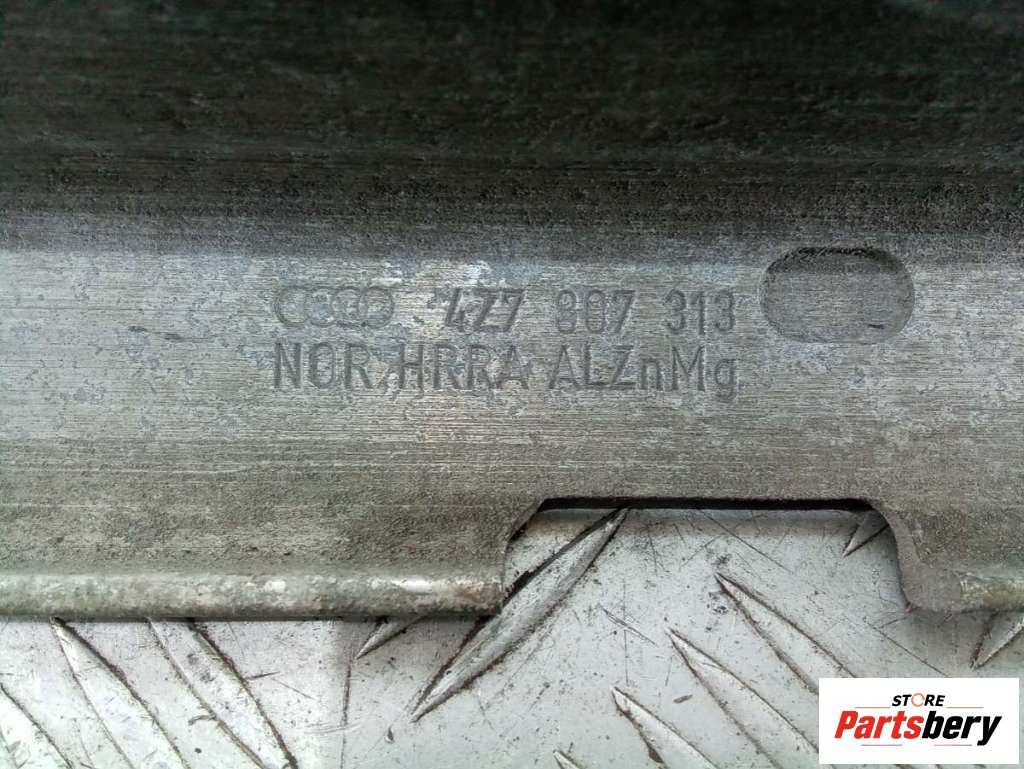 4Z7 807 313
NOR,HRRA ALZnMg
STORE
Partsbery